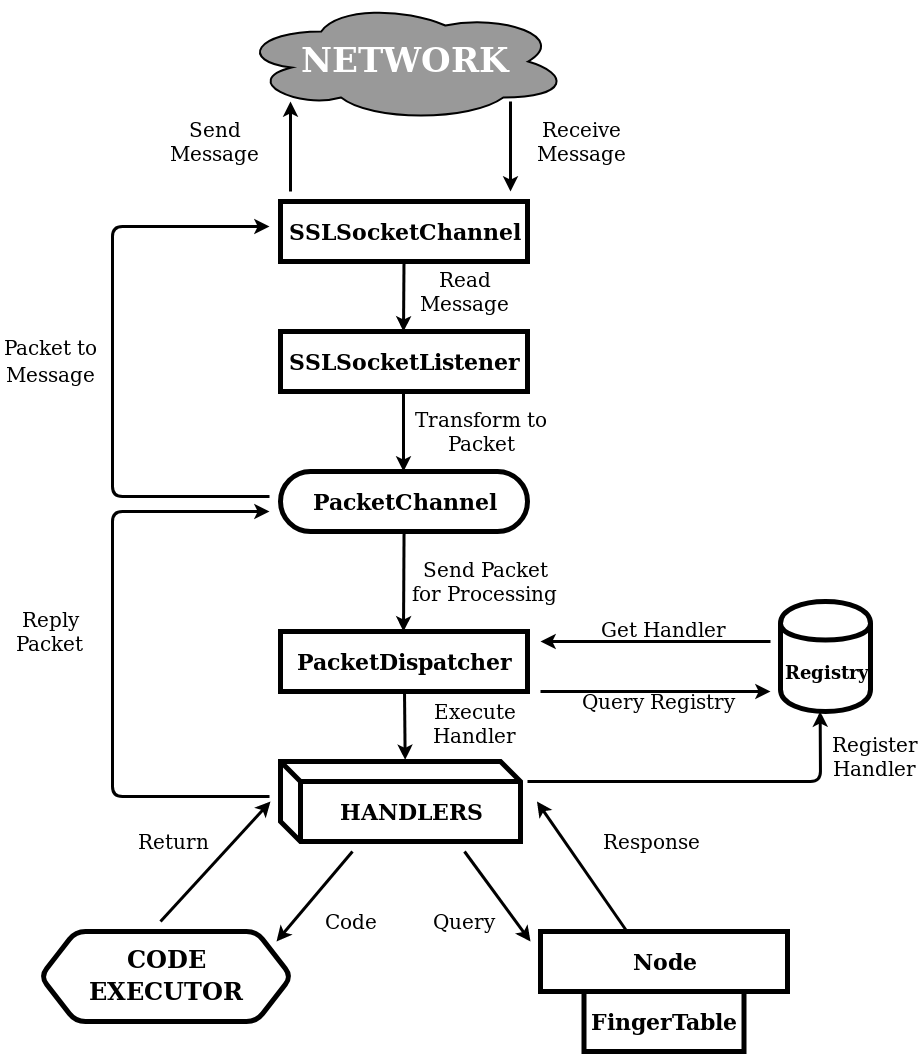 NETWORK
Send
Message
Receive
Message
SSLSocketChannel
Read
Message
SSLSocketListener
Packet to
Message
Transform to
Packet
PacketChannel
Send Packet
for Processing
Reply
Packet
Get Handler
PacketDispatcher
Registry
Query Registry
Execute
Handler
Register
Handler
HANDLERS
Return
Response
Code
Query
CODE
EXECUTOR
Node
FingerTable